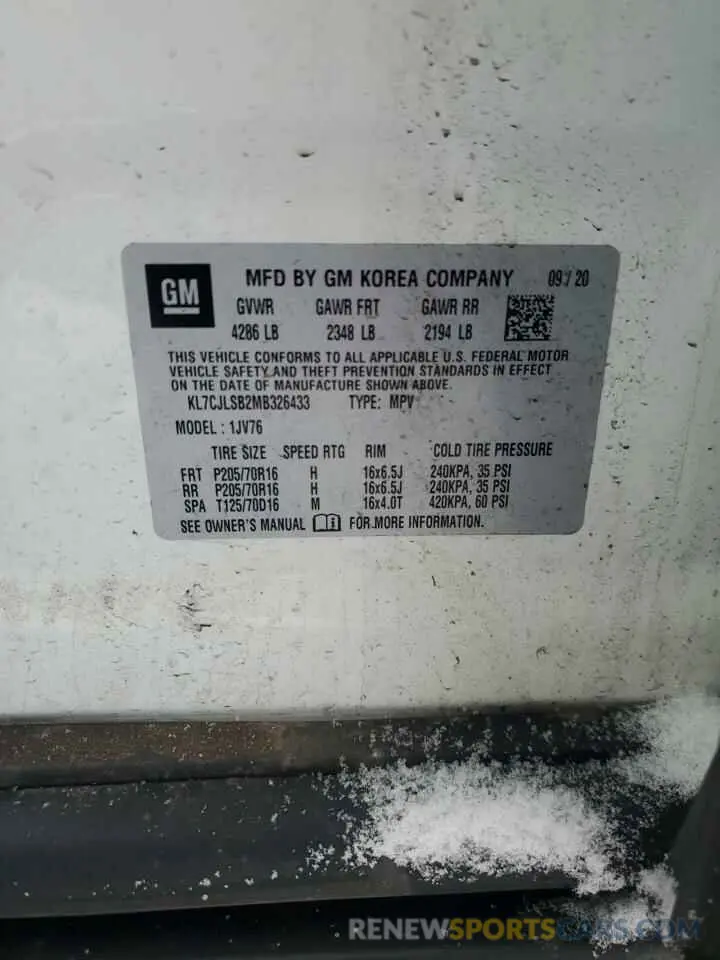 GM
MFD BY GM KOREA COMPANY 09/20
GVWR GAWR FRT GAWR RR
4286 LB 2348 LB 2194 LB
THIS VEHICLE CONFORMS TO ALL APPLICABLE U.S. FEDERAL MOTOR
VEHICLE SAFETY AND THEFT PREVENTION STANDARDS IN EFFECT
ON THE DATE OF MANUFACTURE SHOWN ABOVE.
KL7CJLSB2MB326433 TYPE: MPV
MODEL : 1JV76
TIRE SIZE SPEED RTG RIM COLD TIRE PRESSURE
FRT P205/70R16 H 16x6.5J 240KPA, 35 PSI
RR P205/70R16 H 16x6.5J 240KPA, 35 PSI
SPA T125/70D16 M 16x4.0T 420KPA, 60 PSI
SEE OWNER'S MANUAL FOR MORE INFORMATION.
RENEWSPORTSCARS.COM